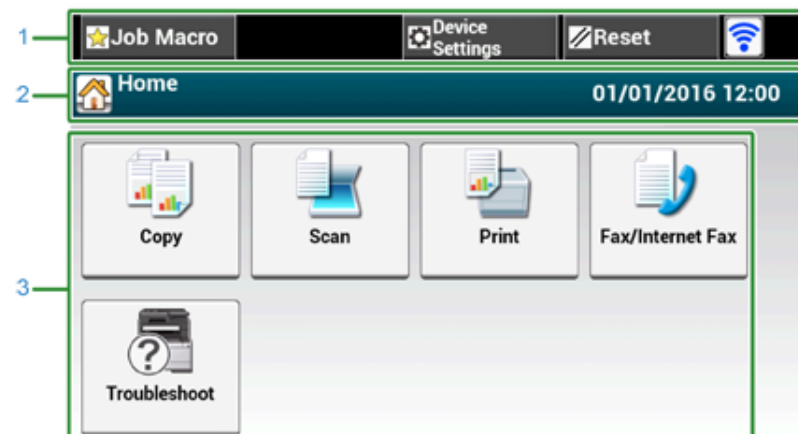 1
Job Macro
Device
Settings
Reset
2
Home
01/01/2016 12:00
3
Copy
Scan
Print
Fax/Internet Fax
Troubleshoot
?